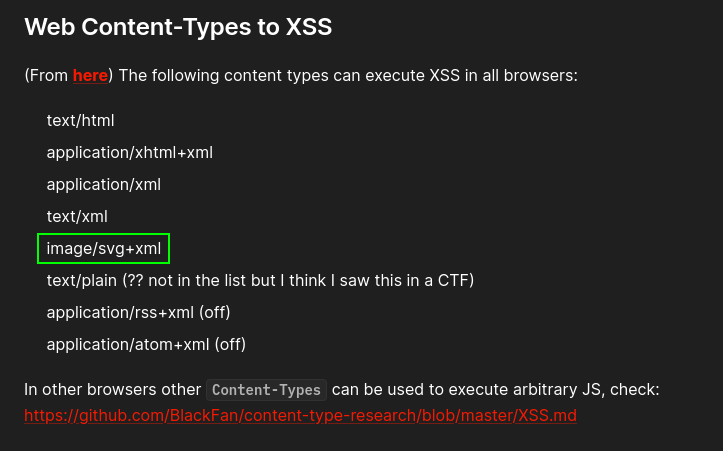 Web Content-Types to XSS
(From here) The following content types can execute XSS in all browsers:
text/html
application/xhtml+xml
application/xml
text/xml
image/svg+xml
text/plain (?? not in the list but I think I saw this in a CTF)
application/rss+xml (off)
application/atom+xml (off)
In other browsers other Content-Types can be used to execute arbitrary JS, check:
https://github.com/BlackFan/content-type-research/blob/master/XSS.md